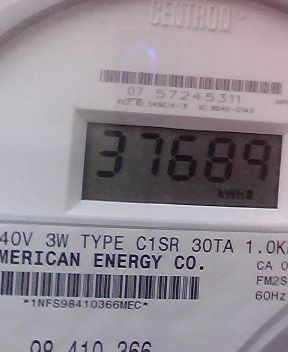 CENTRON®
07 57245311
37689
kWh
40V 3W TYPE C1SR 30TA 1.0K
MERICAN ENERGY CO.
CA 0
FM2S
60Hz
*1NFS98410366MEC*
98 410 366